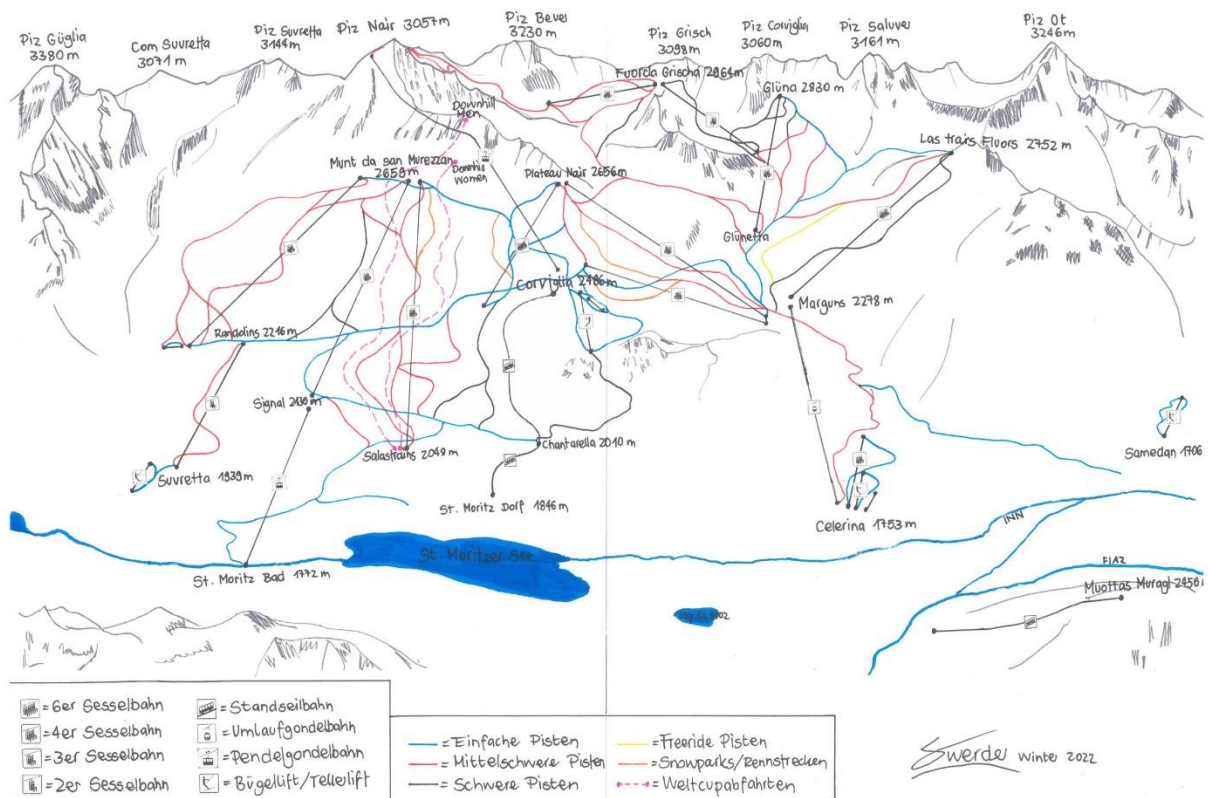 Piz Güglia
3380 m
Com Suvretta
3071 m
Piz Suvretta
3144 m
Piz Nair 3057 m
Piz Bever
3230 m
Piz Grisch
3098 m
Piz Corviglia
3060 m
Piz Saluver
3161 m
Piz Ot
3246 m
Fuorcla Grischa 2964 m
Glüna 2830 m
Downhill
Men
Las trais Fluors 2752 m
Munt da san Murezzan
2659 m
Downhill
Women
Plateau Nair 2656 m
Glünetta
Corviglia 2486 m
Marguns 2278 m
Randolins 2216 m
Signal 2130 m
Chantarella 2010 m
Salastrains 2048 m
Suvretta 1939 m
Samedan 1706
St. Moritz Dorf 1846 m
Celerina 1753 m
INN
St. Moritzer See
St. Moritz Bad 1772 m
FLAZ
Muottas Muragl 2456
=6er Sesselbahn
=4er Sesselbahn
=3er Sesselbahn
=2er Sesselbahn
=Standseilbahn
=Umlaufgondelbahn
=Pendelgondelbahn
=Bügellift/Tellerlift
=Einfache Pisten
=Mittelschwere Pisten
=Schwere Pisten
=Freeride Pisten
=Snowparks/Rennstrecken
=Weltcupabfahrten
Winter 2022